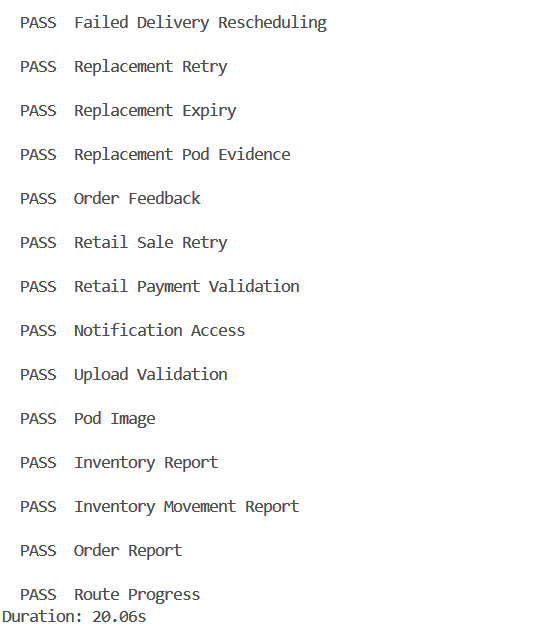 PASS  Failed Delivery Rescheduling
PASS  Replacement Retry
PASS  Replacement Expiry
PASS  Replacement Pod Evidence
PASS  Order Feedback
PASS  Retail Sale Retry
PASS  Retail Payment Validation
PASS  Notification Access
PASS  Upload Validation
PASS  Pod Image
PASS  Inventory Report
PASS  Inventory Movement Report
PASS  Order Report
PASS  Route Progress
Duration: 20.06s